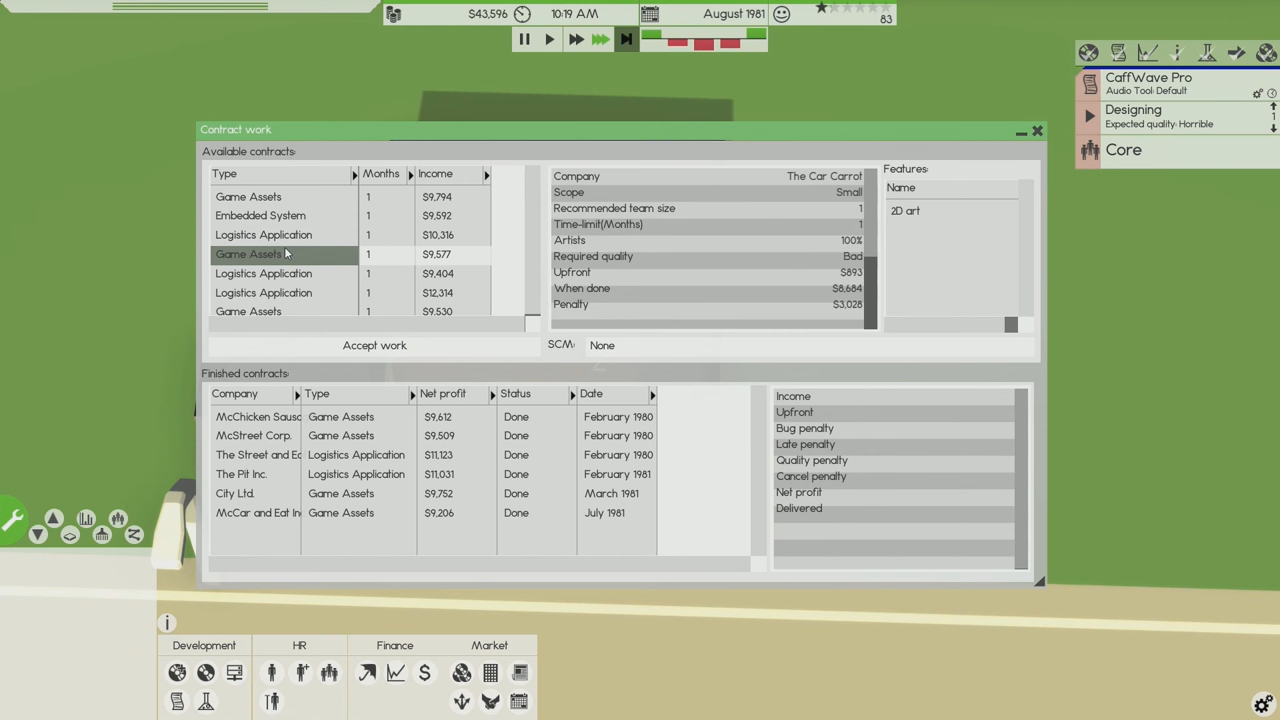 $43,596
10:19 AM
August 1981
83
CaffWave Pro
Audio Tool: Default
Designing
Expected quality: Horrible
1
Core
Contract work
Available contracts:
Type Months Income
Game Assets 1 $9,794
Embedded System 1 $9,592
Logistics Application 1 $10,316
Game Assets 1 $9,577
Logistics Application 1 $9,404
Logistics Application 1 $12,314
Game Assets 1 $9,530
Company The Car Carrot
Scope Small
Recommended team size 1
Time-limit(Months) 1
Artists 100%
Required quality Bad
Upfront $893
When done $8,684
Penalty $3,028
Features:
Name
2D art
Accept work
SCM: None
Finished contracts:
Company Type Net profit Status Date
McChicken Sausc Game Assets $9,612 Done February 1980
McStreet Corp. Game Assets $9,509 Done February 1980
The Street and Ea Logistics Application $11,123 Done February 1980
The Pit Inc. Logistics Application $11,031 Done February 1981
City Ltd. Game Assets $9,752 Done March 1981
McCar and Eat In Game Assets $9,206 Done July 1981
Income
Upfront
Bug penalty
Late penalty
Quality penalty
Cancel penalty
Net profit
Delivered
i
Development HR Finance Market